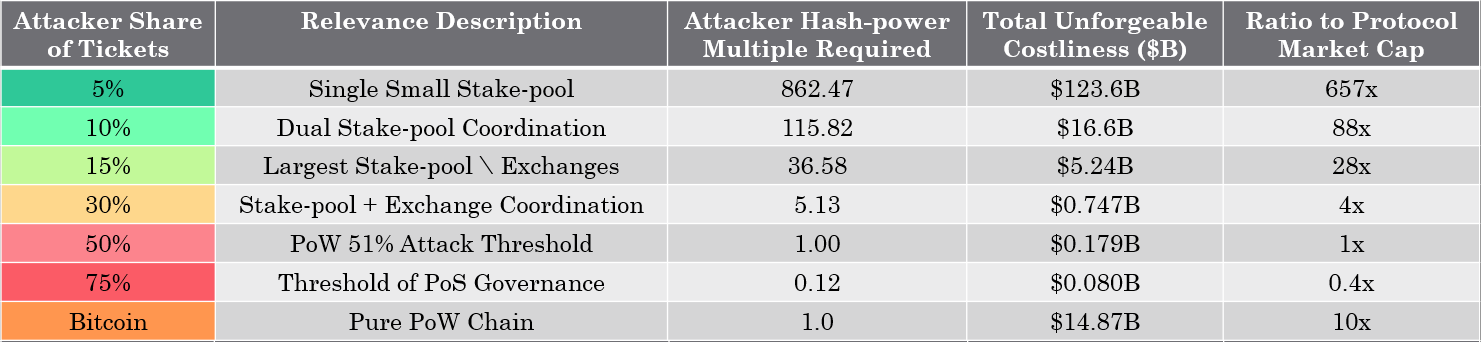 Attacker Share of Tickets | Relevance Description | Attacker Hash-power Multiple Required | Total Unforgeable Costliness ($B) | Ratio to Protocol Market Cap
5% | Single Small Stake-pool | 862.47 | $123.6B | 657x
10% | Dual Stake-pool Coordination | 115.82 | $16.6B | 88x
15% | Largest Stake-pool \ Exchanges | 36.58 | $5.24B | 28x
30% | Stake-pool + Exchange Coordination | 5.13 | $0.747B | 4x
50% | PoW 51% Attack Threshold | 1.00 | $0.179B | 1x
75% | Threshold of PoS Governance | 0.12 | $0.080B | 0.4x
Bitcoin | Pure PoW Chain | 1.0 | $14.87B | 10x